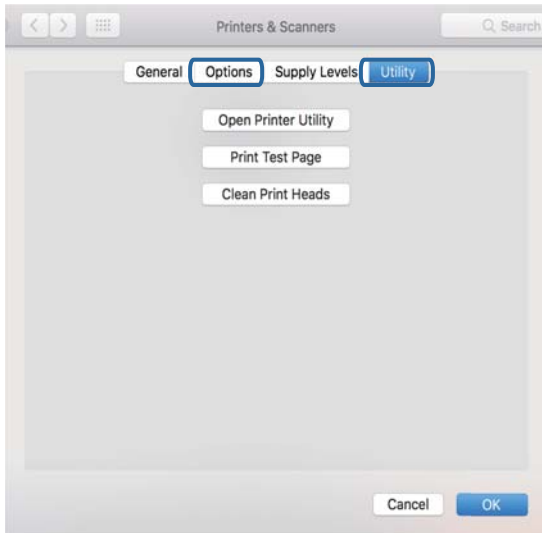 Printers & Scanners Search
General Options Supply Levels Utility
Open Printer Utility
Print Test Page
Clean Print Heads
Cancel OK